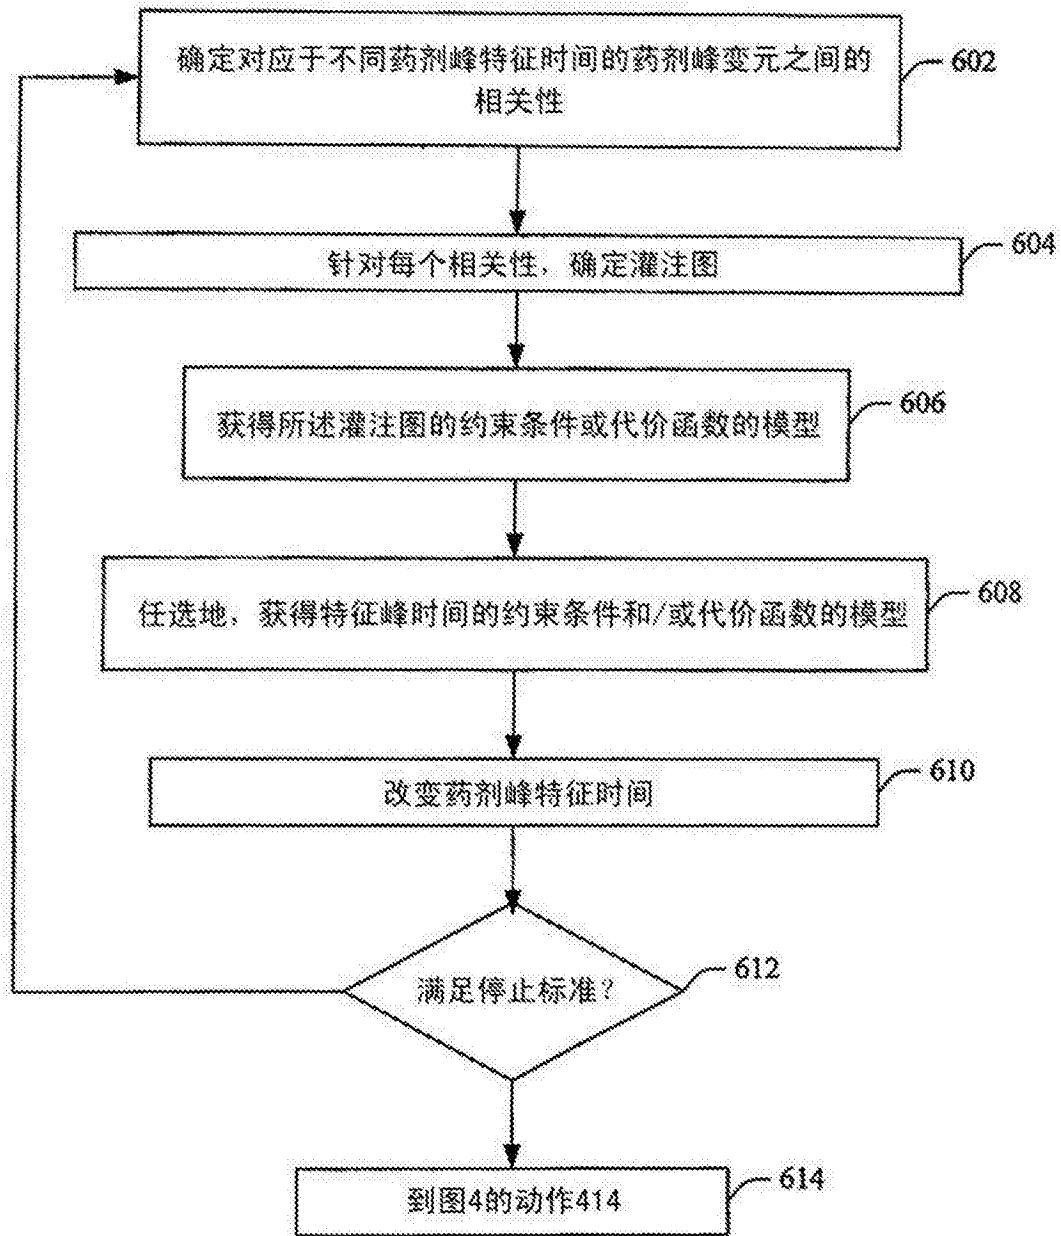 确定对应于不同药剂峰特征时间的药剂峰变元之间的
相关性
602
针对每个相关性，确定灌注图
604
获得所述灌注图的约束条件或代价函数的模型
606
任选地，获得特征峰时间的约束条件和/或代价函数的模型
608
改变药剂峰特征时间
610
满足停止标准？
612
到图4的动作414
614